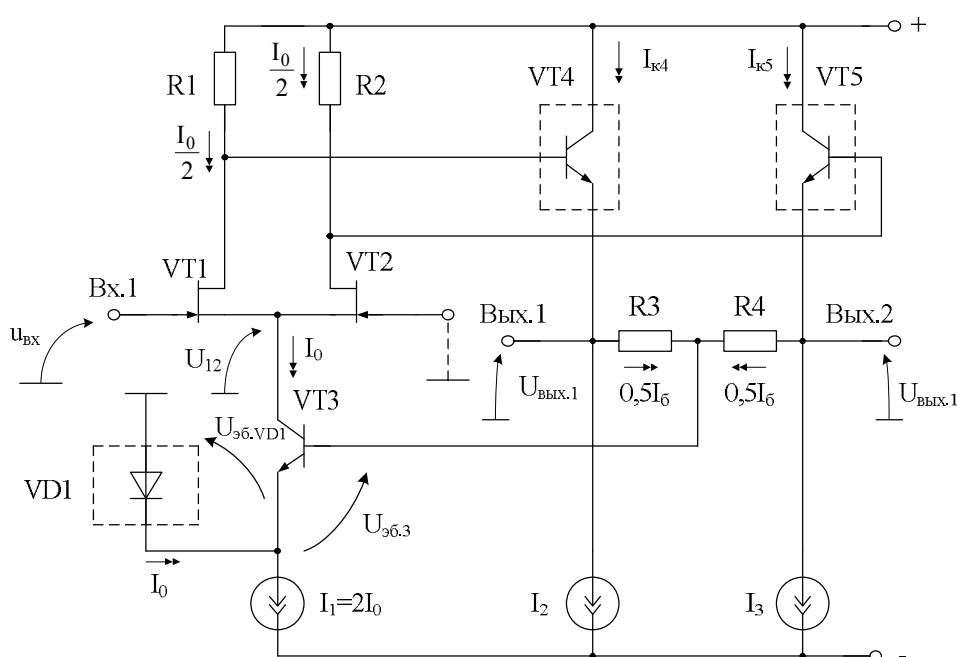 +
I₀/2
Iк4
Iк5
R1
R2
VT4
VT5
I₀/2
VT1
VT2
Вх.1
uвх
U12
I₀
VT3
Вых.1
R3
R4
Вых.2
Uвых.1
0,5Iб
0,5Iб
Uвых.1
Uэб.VD1
VD1
Uэб.3
I₀
I₁=2I₀
I₂
I₃
-